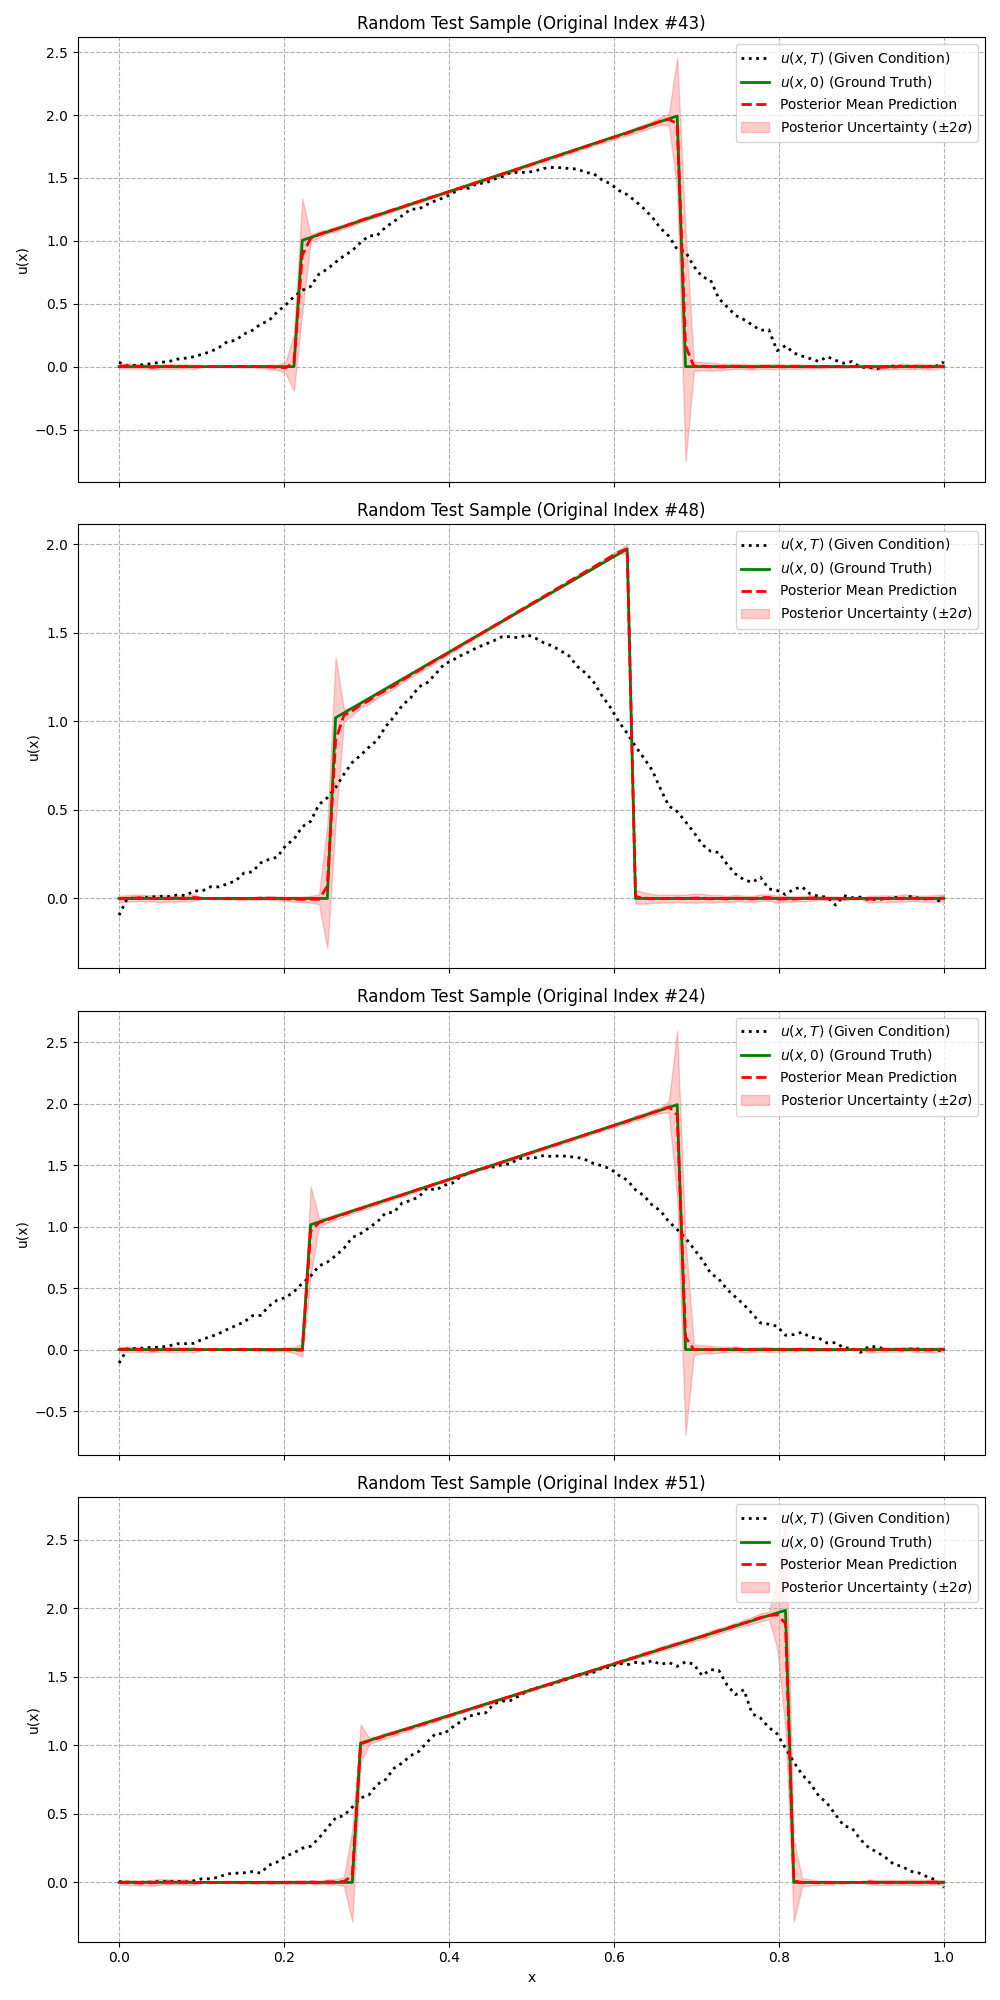 Random Test Sample (Original Index #43)
u(x, T) (Given Condition)
u(x, 0) (Ground Truth)
Posterior Mean Prediction
Posterior Uncertainty (±2σ)
2.5
2.0
1.5
1.0
0.5
0.0
−0.5
u(x)
Random Test Sample (Original Index #48)
u(x, T) (Given Condition)
u(x, 0) (Ground Truth)
Posterior Mean Prediction
Posterior Uncertainty (±2σ)
2.0
1.5
1.0
0.5
0.0
u(x)
Random Test Sample (Original Index #24)
u(x, T) (Given Condition)
u(x, 0) (Ground Truth)
Posterior Mean Prediction
Posterior Uncertainty (±2σ)
2.5
2.0
1.5
1.0
0.5
0.0
−0.5
u(x)
Random Test Sample (Original Index #51)
u(x, T) (Given Condition)
u(x, 0) (Ground Truth)
Posterior Mean Prediction
Posterior Uncertainty (±2σ)
2.5
2.0
1.5
1.0
0.5
0.0
u(x)
0.0 0.2 0.4 0.6 0.8 1.0
x